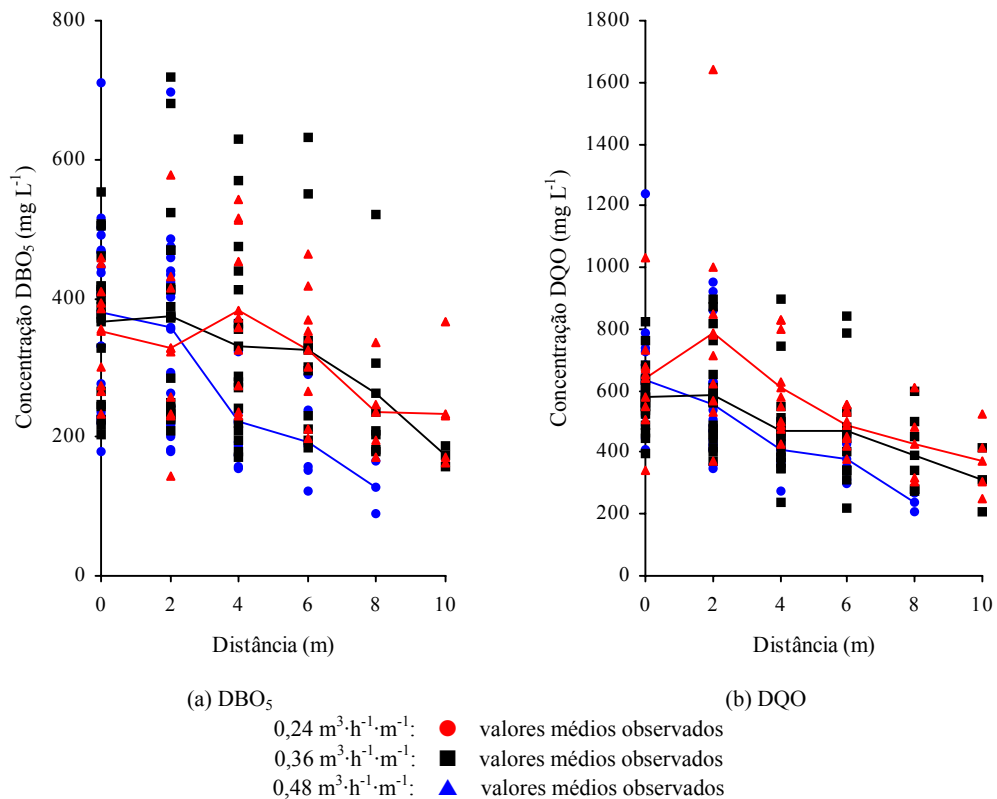 800
600
400
200
0
0 2 4 6 8 10
Concentração DBO5 (mg L-1)
Distância (m)
(a) DBO5
1800
1600
1400
1200
1000
800
600
400
200
0
0 2 4 6 8 10
Concentração DQO (mg L-1)
Distância (m)
(b) DQO
0,24 m3·h-1·m-1: valores médios observados
0,36 m3·h-1·m-1: valores médios observados
0,48 m3·h-1·m-1: valores médios observados